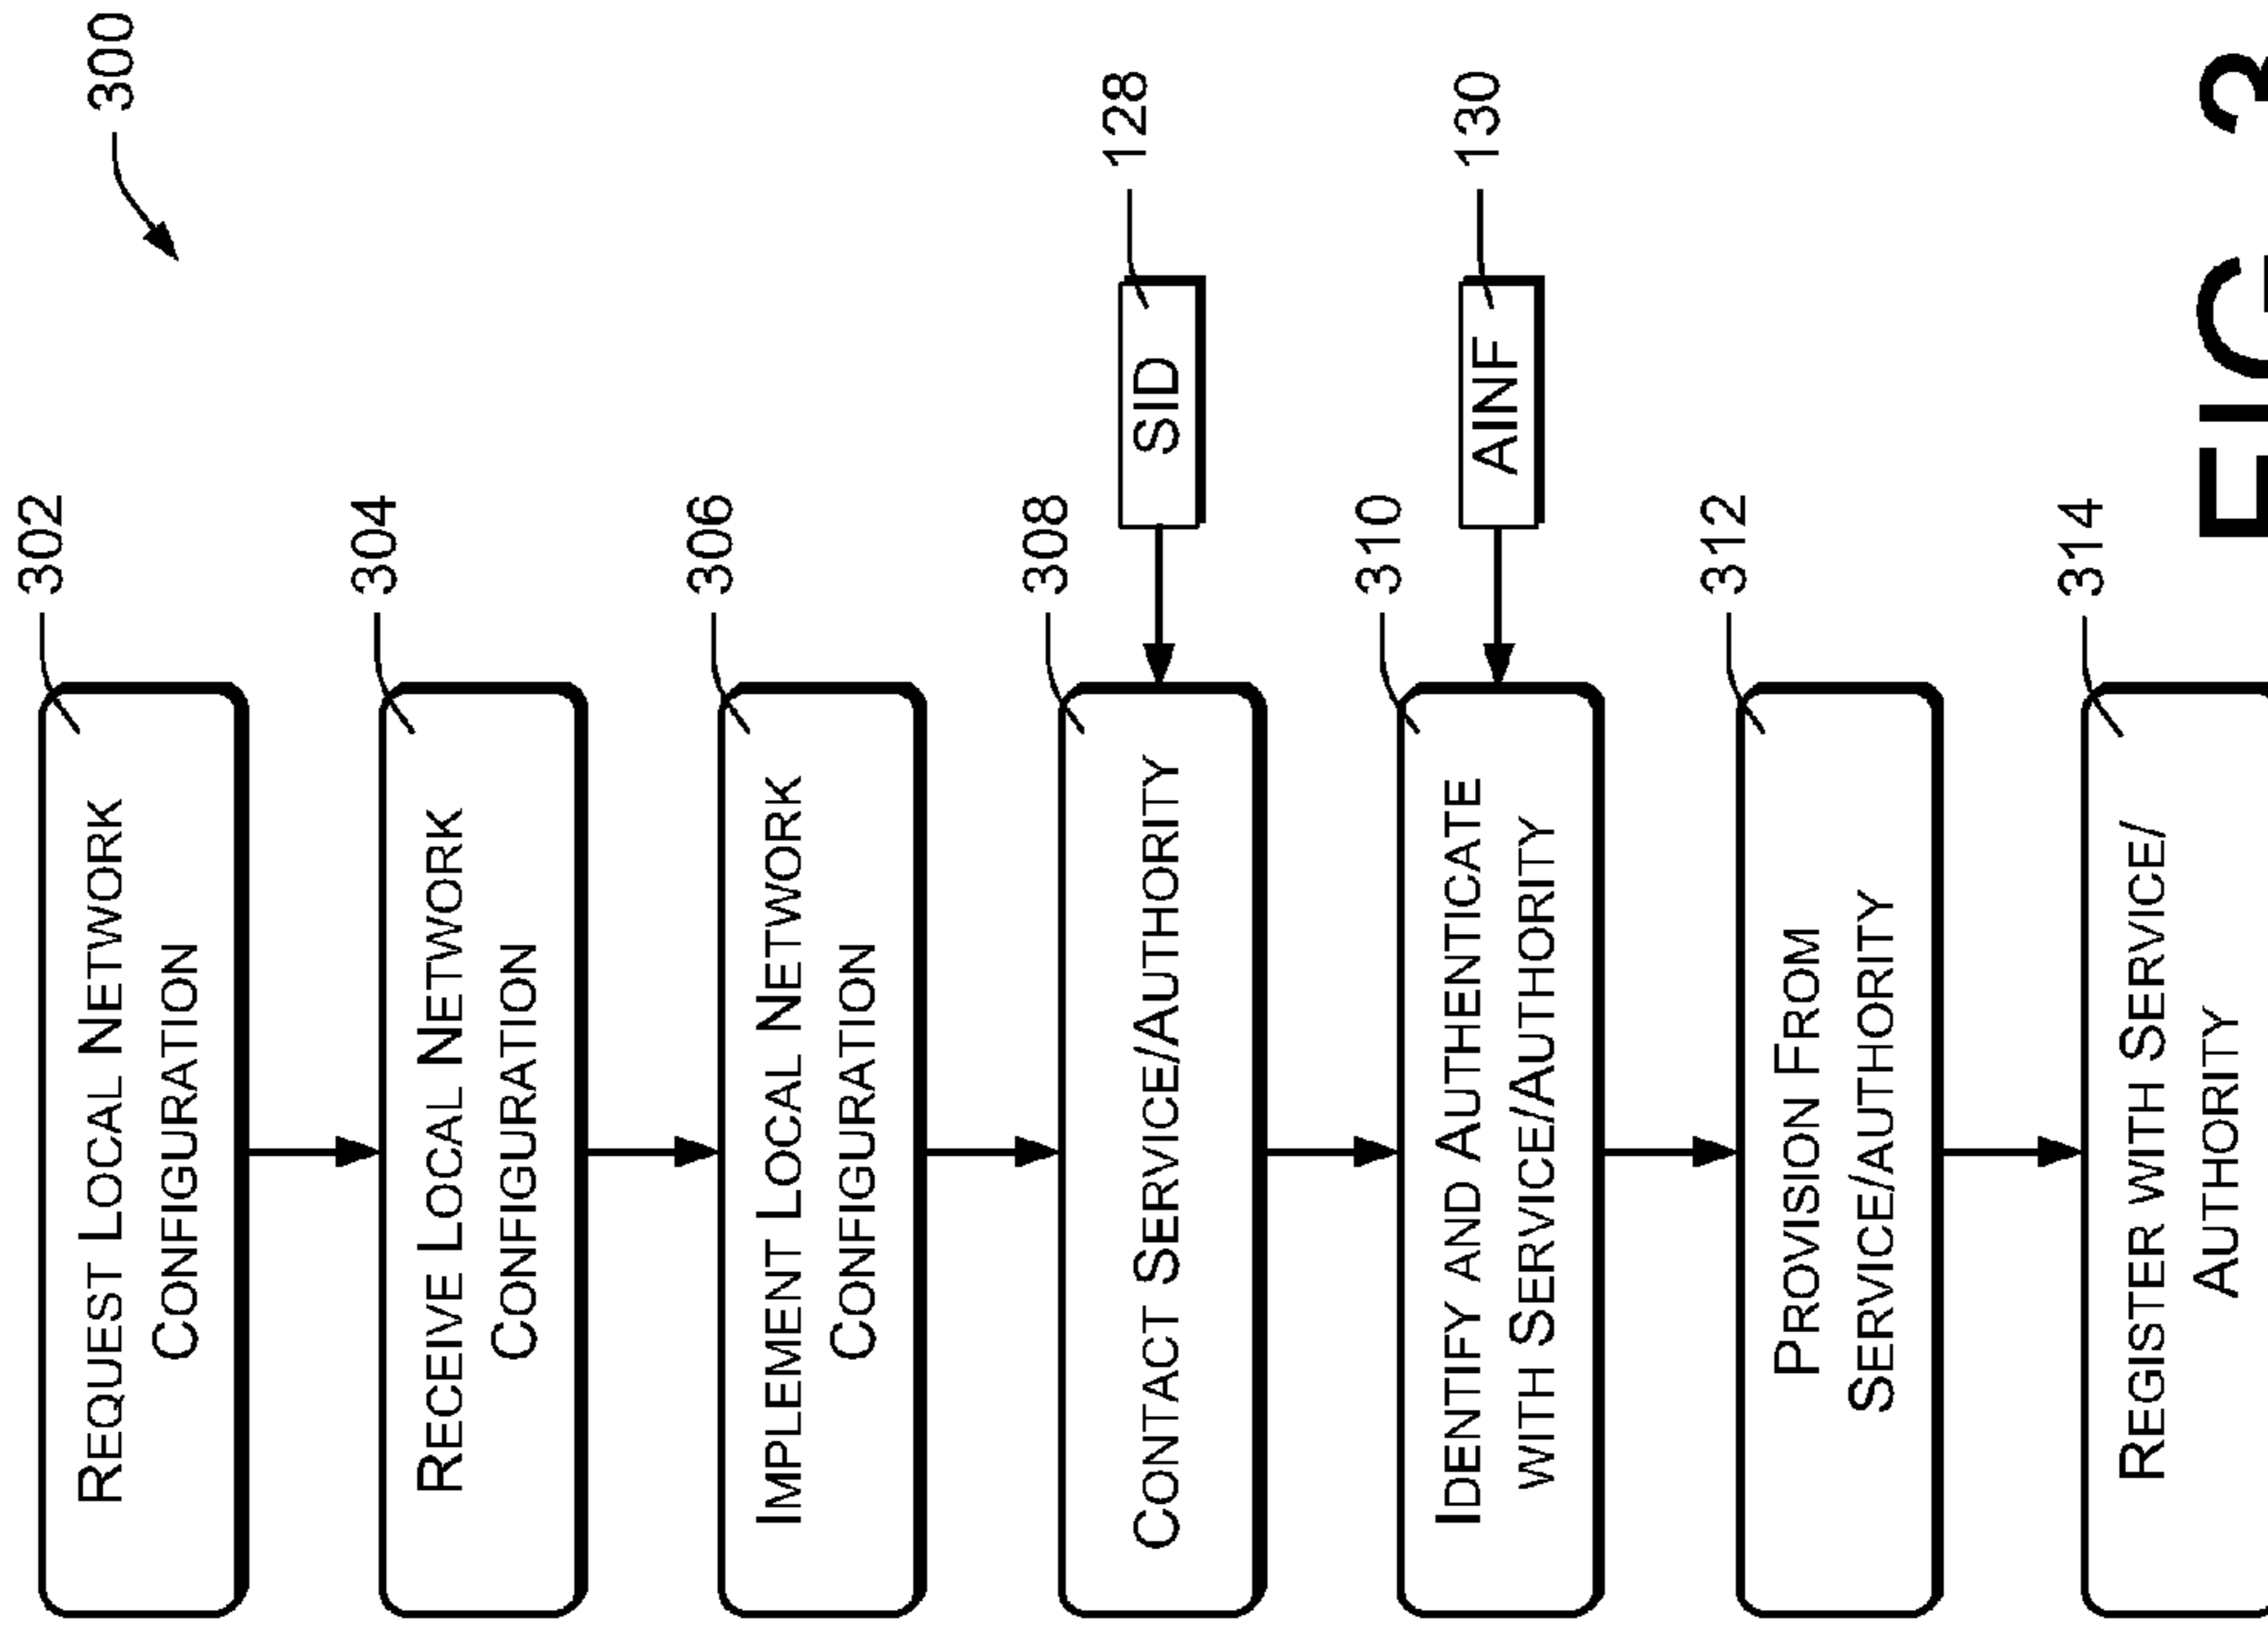 300
302
REQUEST LOCAL NETWORK
CONFIGURATION
304
RECEIVE LOCAL NETWORK
CONFIGURATION
306
IMPLEMENT LOCAL NETWORK
CONFIGURATION
308
CONTACT SERVICE/AUTHORITY
SID
128
310
IDENTIFY AND AUTHENTICATE
WITH SERVICE/AUTHORITY
AINF
130
312
PROVISION FROM
SERVICE/AUTHORITY
314
REGISTER WITH SERVICE/
AUTHORITY
FIG. 3